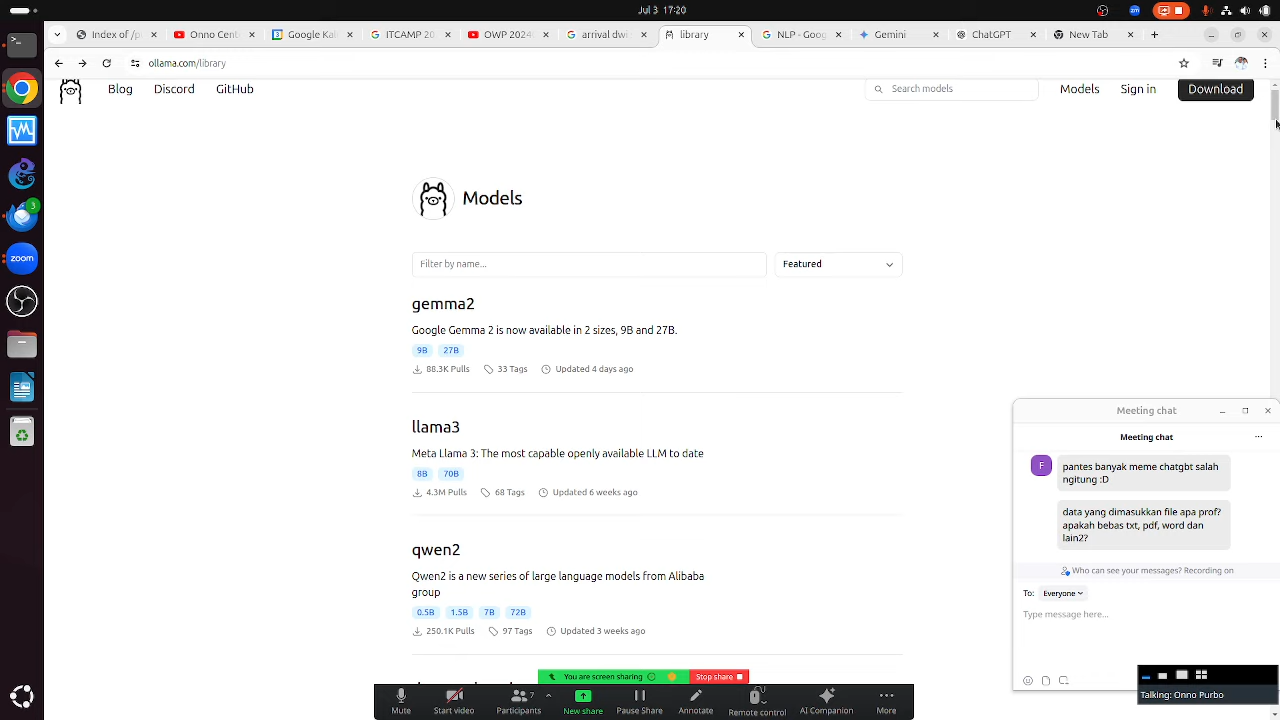 Jul 3 17:20
Index of /p
Onno Cent
Google Kal
ITCAMP 20
OWP 2024
arrival dwi
library
NLP - Goog
Gemini
ChatGPT
New Tab
ollama.com/library
Blog
Discord
GitHub
Search models
Models
Sign in
Download
Models
Filter by name...
Featured
gemma2
Google Gemma 2 is now available in 2 sizes, 9B and 27B.
9B 27B
88.3K Pulls 33 Tags Updated 4 days ago
llama3
Meta Llama 3: The most capable openly available LLM to date
8B 70B
4.3M Pulls 68 Tags Updated 6 weeks ago
qwen2
Qwen2 is a new series of large language models from Alibaba
group
0.5B 1.5B 7B 72B
250.1K Pulls 97 Tags Updated 3 weeks ago
3
zoom
zm
Meeting chat
Meeting chat
F
pantes banyak meme chatgbt salah
ngitung :D
data yang dimasukkan file apa prof?
apakah bebas txt, pdf, word dan
lain2?
Who can see your messages? Recording on
To: Everyone
Type message here...
Talking: Onno Purbo
You are screen sharing
Stop share
Mute
Start video
7
Participants
New share
Pause Share
Annotate
Remote control
AI Companion
More